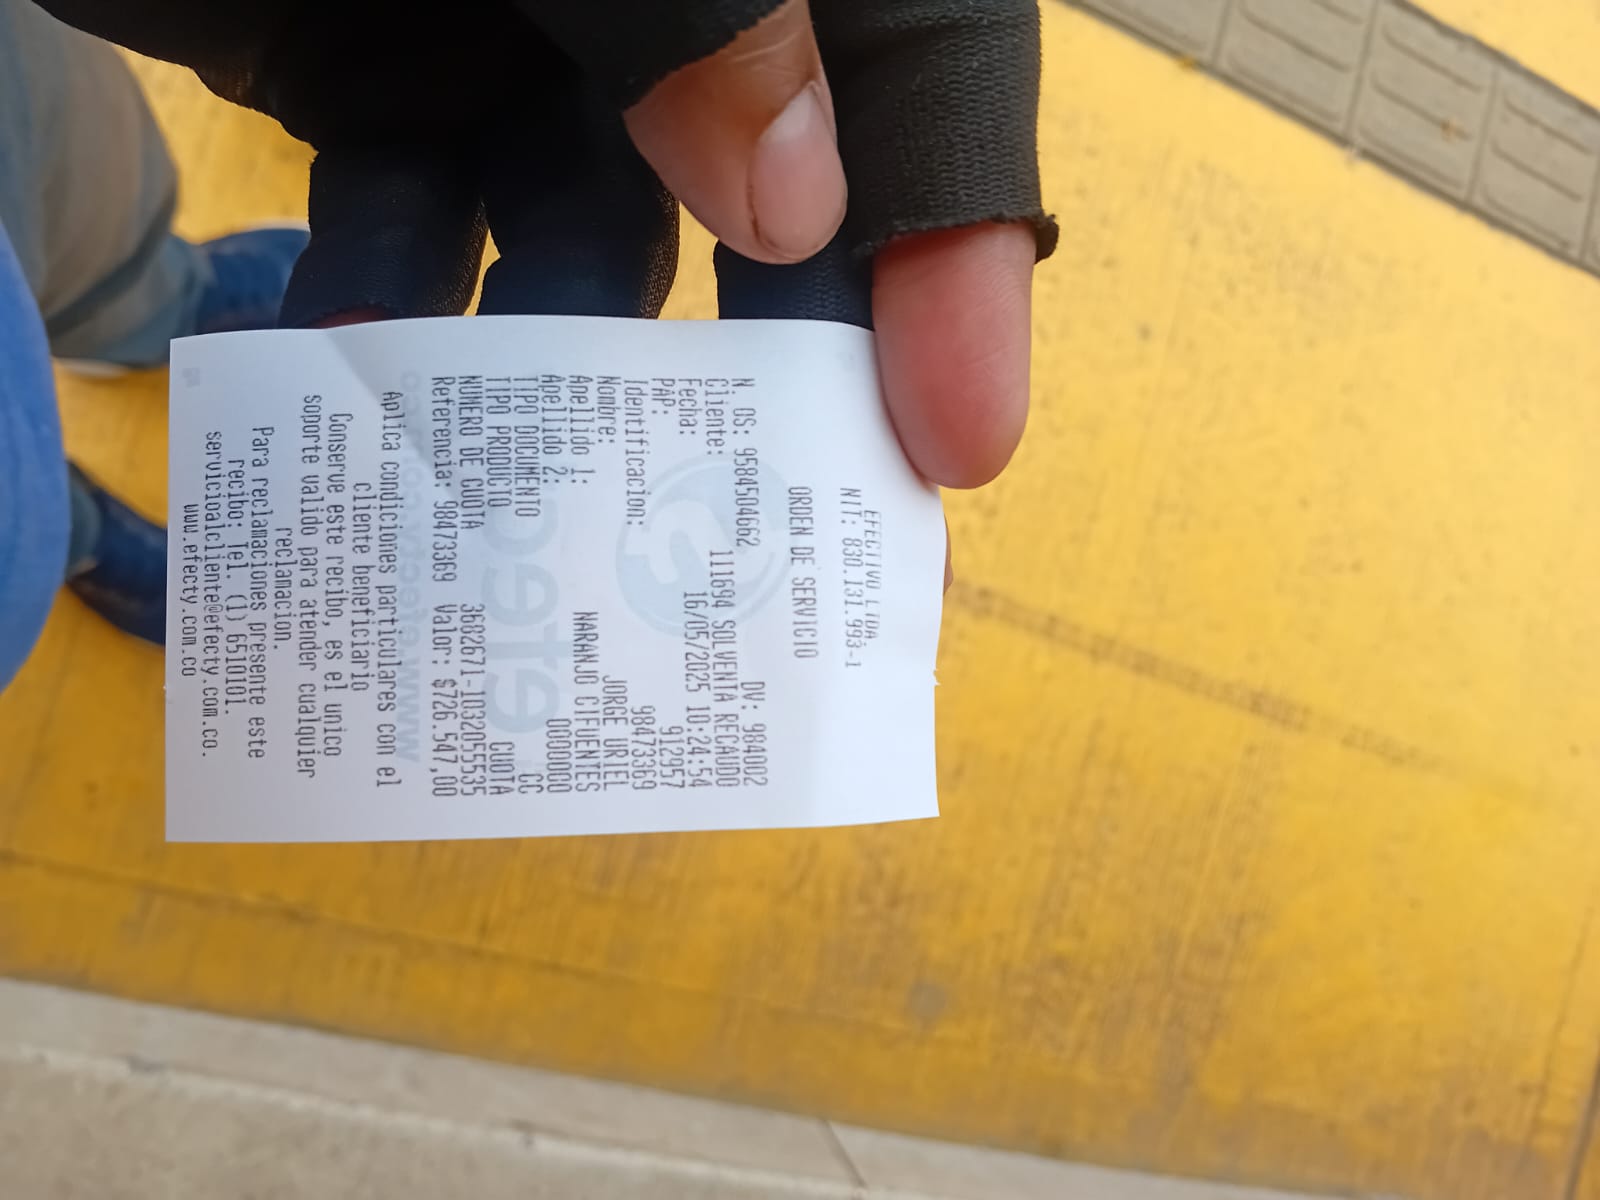 EFECTIVO LTDA.
NIT: 830.131.993-1
ORDEN DE SERVICIO
N. OS: 9584504662 DV: 984002
Cliente: 111694 SOLVENTA RECAUDO
Fecha: 16/05/2025 10:24:54
PAP: 912957
Identificacion: 98473369
Nombre: JORGE URIEL
Apellido 1: NARANJO CIFUENTES
Apellido 2: 0000000
TIPO DOCUMENTO CC
TIPO PRODUCTO CUOTA
NUMERO DE CUOTA 3682671-1032055535
Referencia: 98473369 Valor: $726.547,00
Aplica condiciones particulares con el
cliente beneficiario
Conserve este recibo, es el unico
soporte valido para atender cualquier
reclamacion.
Para reclamaciones presente este
recibo: Tel. (1) 6510101.
servicioalcliente@efecty.com.co.
www.efecty.com.co